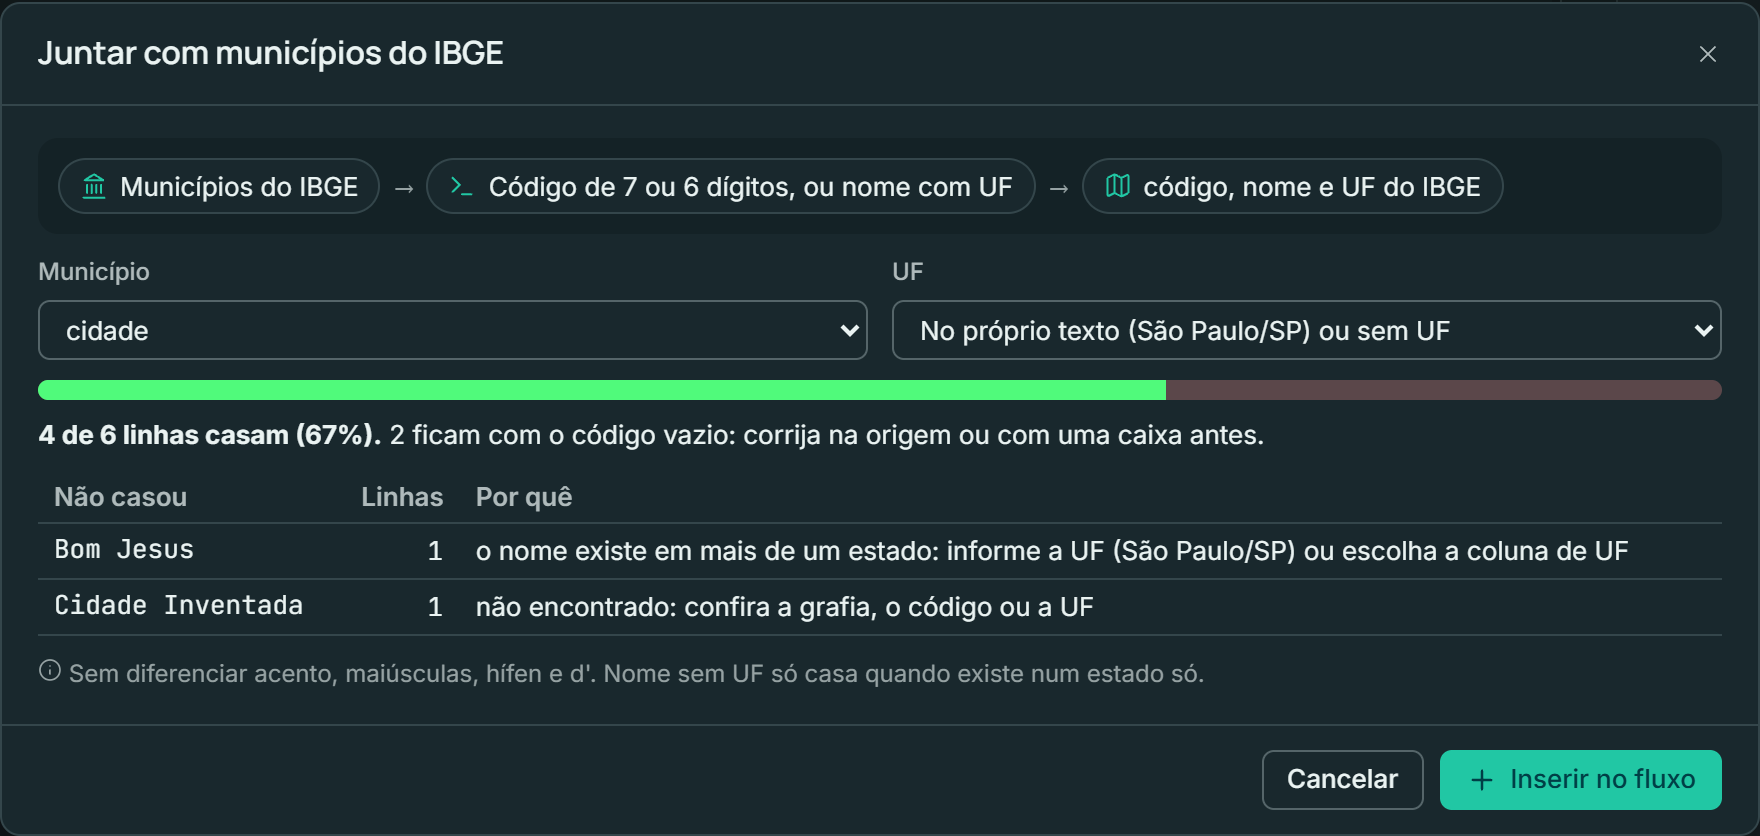 Juntar com municípios do IBGE
Municípios do IBGE → Código de 7 ou 6 dígitos, ou nome com UF → código, nome e UF do IBGE
Município UF
cidade No próprio texto (São Paulo/SP) ou sem UF
4 de 6 linhas casam (67%). 2 ficam com o código vazio: corrija na origem ou com uma caixa antes.
Não casou Linhas Por quê
Bom Jesus 1 o nome existe em mais de um estado: informe a UF (São Paulo/SP) ou escolha a coluna de UF
Cidade Inventada 1 não encontrado: confira a grafia, o código ou a UF
Sem diferenciar acento, maiúsculas, hífen e d'. Nome sem UF só casa quando existe num estado só.
Cancelar + Inserir no fluxo